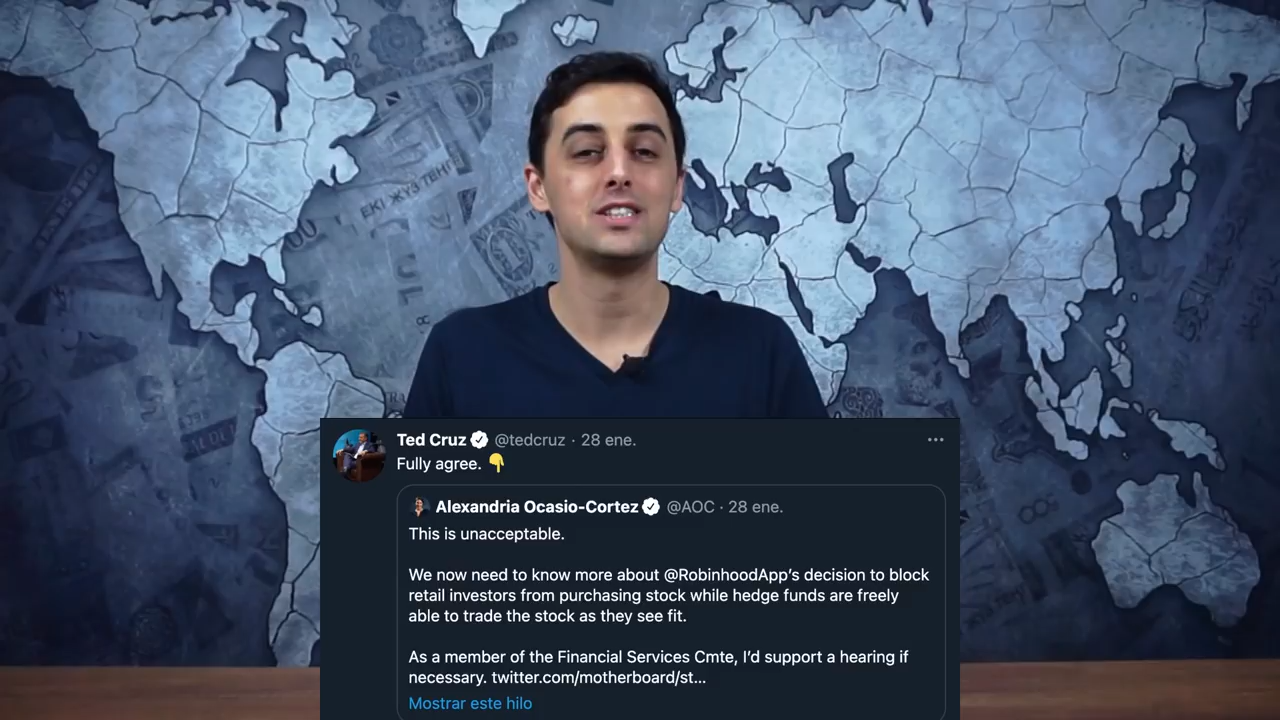 ЕКІ ЖҮЗ ТЕҢГ
Ted Cruz @tedcruz · 28 ene.
Fully agree. 👇
Alexandria Ocasio-Cortez @AOC · 28 ene.
This is unacceptable.
We now need to know more about @RobinhoodApp’s decision to block
retail investors from purchasing stock while hedge funds are freely
able to trade the stock as they see fit.
As a member of the Financial Services Cmte, I’d support a hearing if
necessary. twitter.com/motherboard/st...
Mostrar este hilo